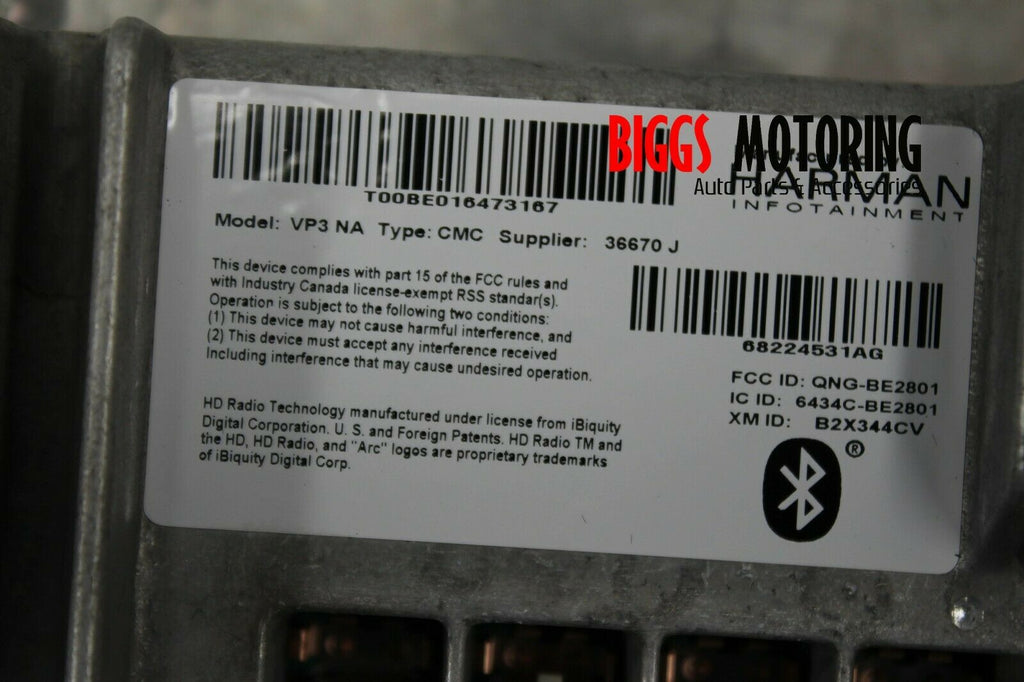 BIGGS MOTORING
Auto Parts & Accessories
HARMAN
INFOTAINMENT
T00BE016473167
Model: VP3 NA Type: CMC Supplier: 36670 J
This device complies with part 15 of the FCC rules and
with Industry Canada license-exempt RSS standar(s).
Operation is subject to the following two conditions:
(1) This device may not cause harmful interference, and
(2) This device must accept any interference received
Including interference that may cause undesired operation.
68224531AG
FCC ID: QNG-BE2801
IC ID: 6434C-BE2801
XM ID: B2X344CV
®
HD Radio Technology manufactured under license from iBiquity
Digital Corporation. U. S. and Foreign Patents. HD Radio TM and
the HD, HD Radio, and "Arc" logos are proprietary trademarks
of iBiquity Digital Corp.